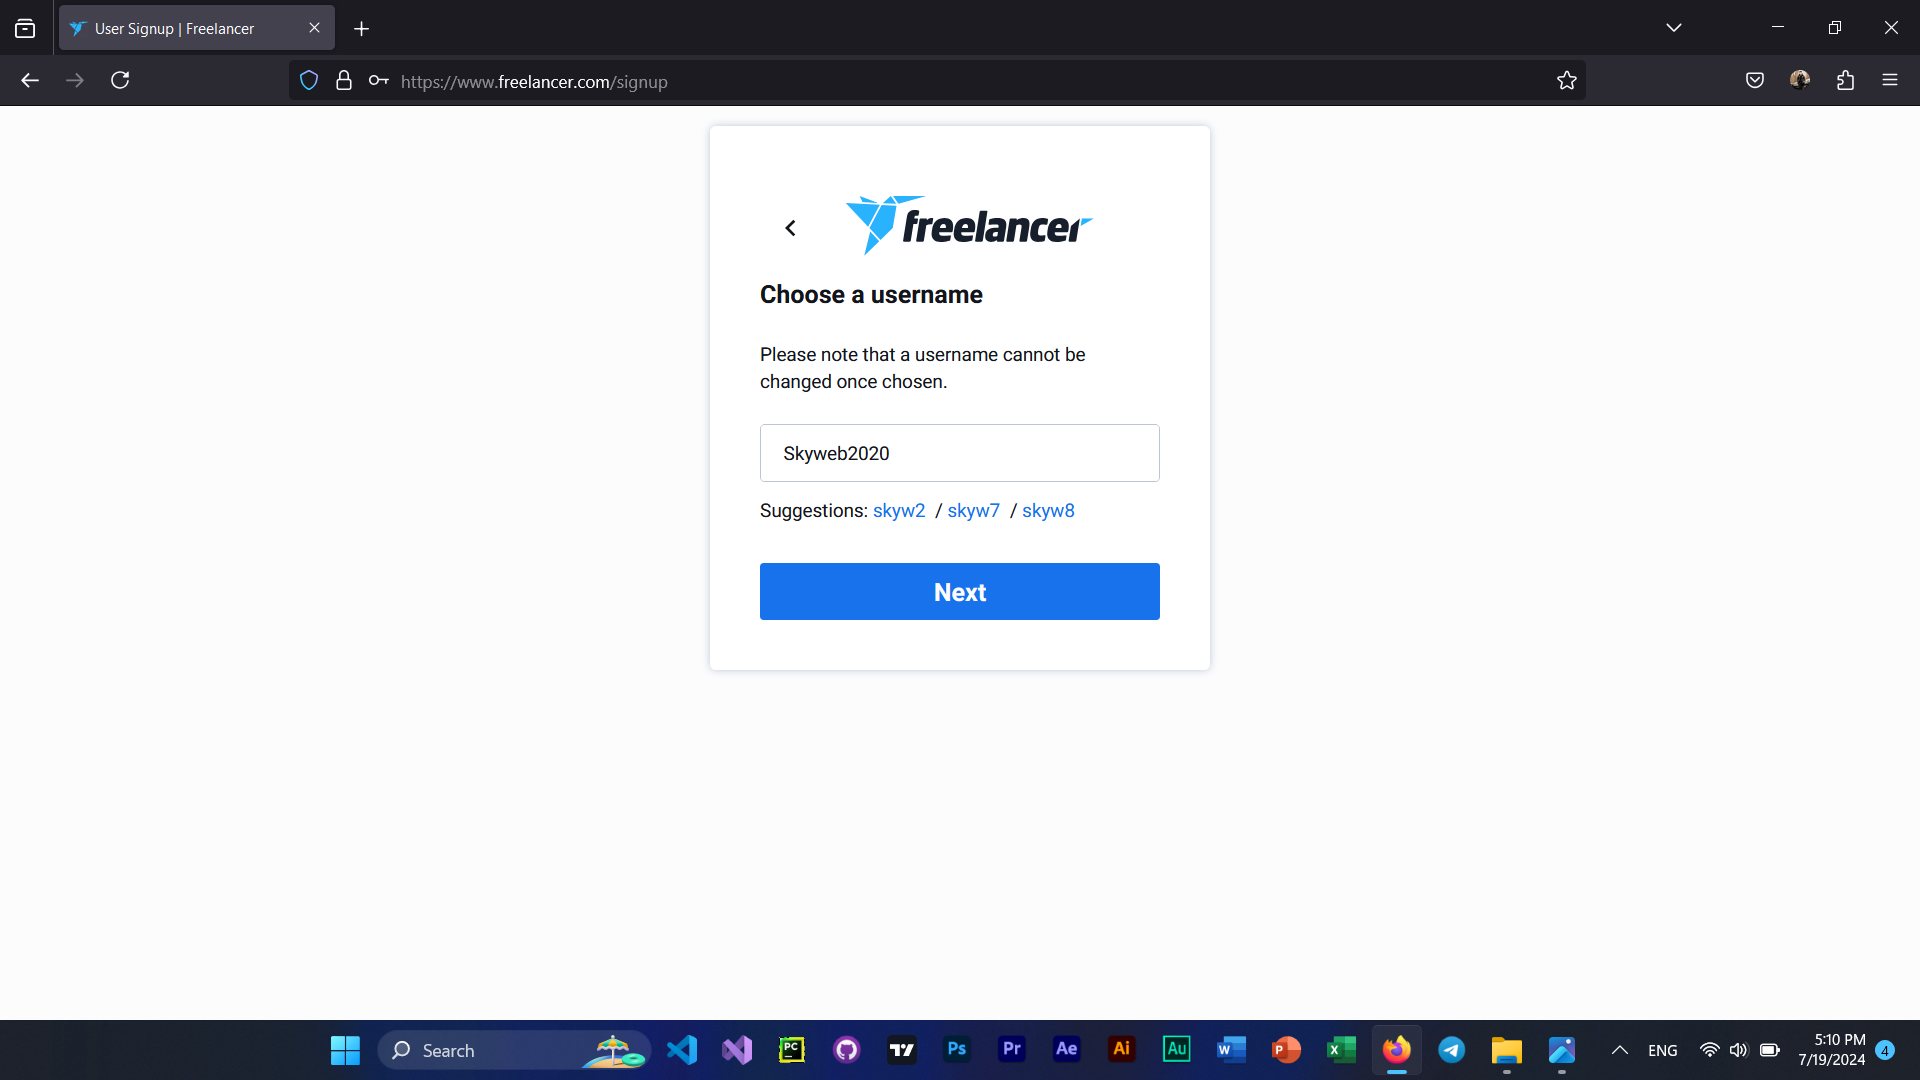 User Signup | Freelancer
https://www.freelancer.com/signup
freelancer
Choose a username
Please note that a username cannot be
changed once chosen.
Skyweb2020
Suggestions: skyw2 / skyw7 / skyw8
Next
Search
PC
Ps
Pr
Ae
Ai
Au
W
P
X
ENG
5:10 PM
7/19/2024
4